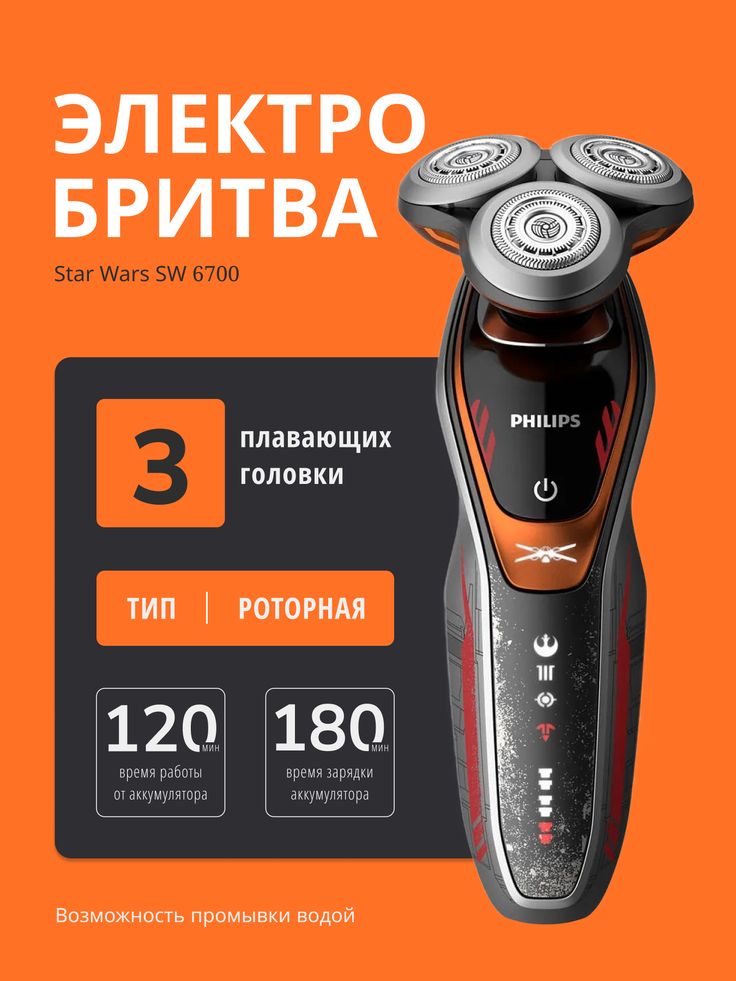 ЭЛЕКТРО
БРИТВА
Star Wars SW 6700
3
плавающих
головки
ТИП | РОТОРНАЯ
120 мин
время работы
от аккумулятора
180 мин
время зарядки
аккумулятора
PHILIPS
Возможность промывки водой